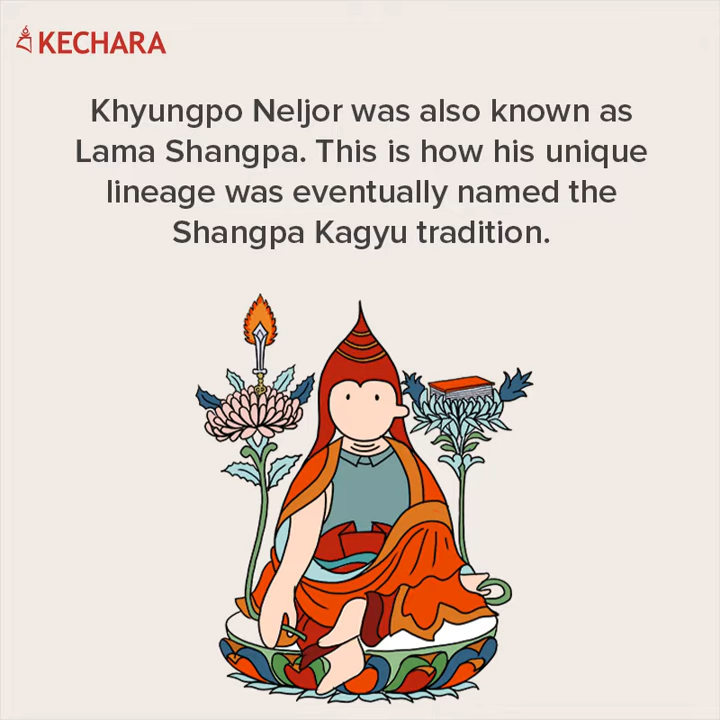 KECHARA
Khyungpo Neljor was also known as
Lama Shangpa. This is how his unique
lineage was eventually named the
Shangpa Kagyu tradition.